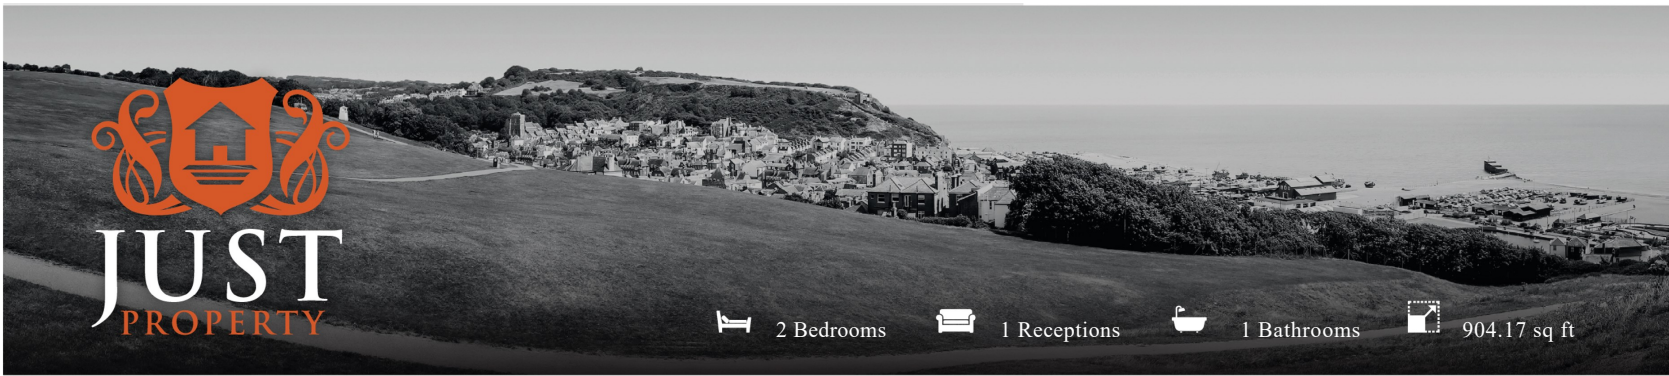 JUST
PROPERTY
2 Bedrooms
1 Receptions
1 Bathrooms
904.17 sq ft